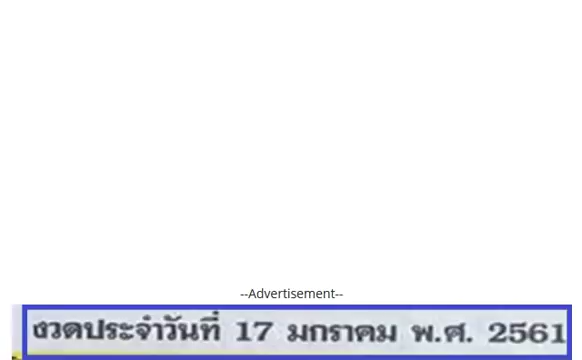 --Advertisement--
งวดประจำวันที่ 17 มกราคม พ.ศ. 2561